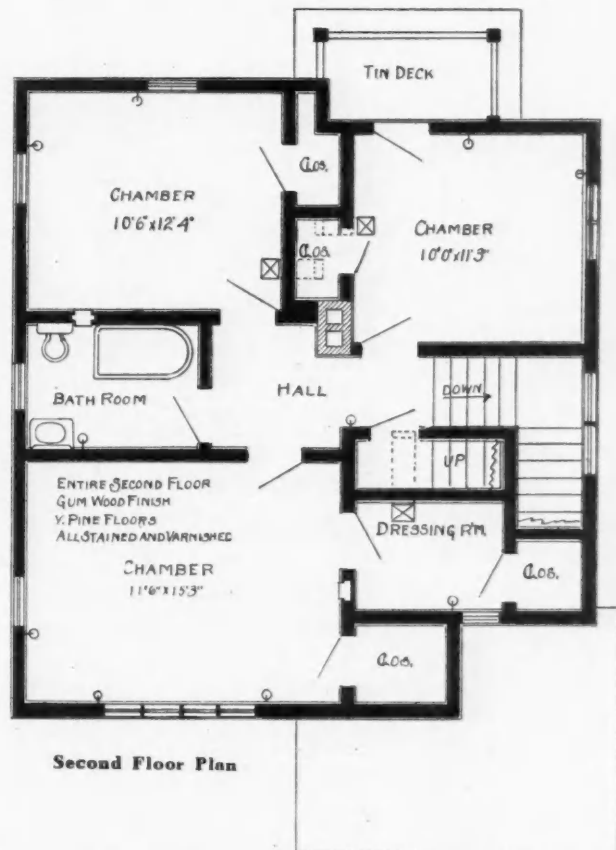 TIN DECK
CLOS.
CHAMBER
10'6"x12'4"
CHAMBER
10'0"x11'3"
CLOS.
BATH ROOM
HALL
DOWN
UP
ENTIRE SECOND FLOOR
GUM WOOD FINISH
Y. PINE FLOORS
ALL STAINED AND VARNISHED
CHAMBER
11'6"x15'3"
DRESSING R'M.
CLOS.
CLOS.
Second Floor Plan